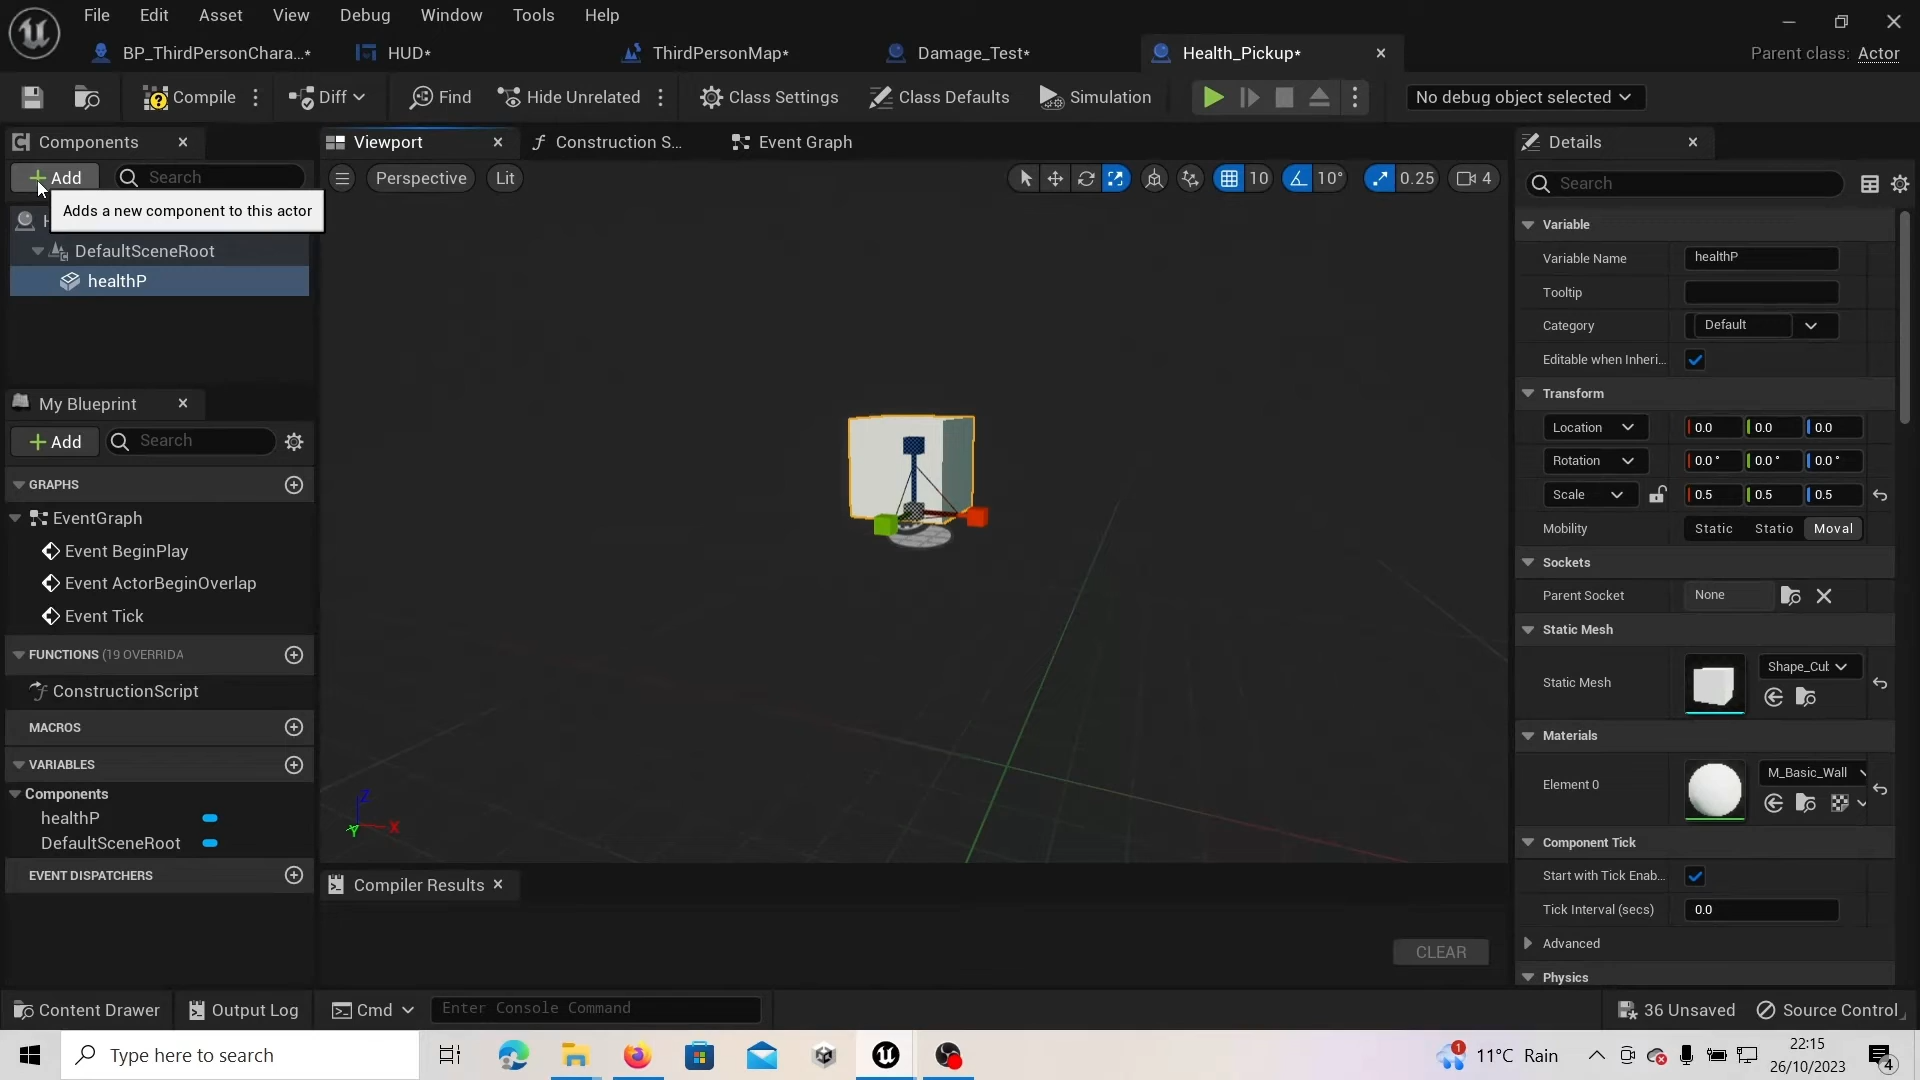 File Edit Asset View Debug Window Tools Help
BP_ThirdPersonChara...* HUD* ThirdPersonMap* Damage_Test* Health_Pickup* Parent class: Actor
Compile Diff Find Hide Unrelated Class Settings Class Defaults Simulation No debug object selected
Components Viewport Construction S... Event Graph Details
Add Search Perspective Lit 10 10° 0.25 4 Search
Adds a new component to this actor
DefaultSceneRoot
healthP
My Blueprint
Add Search
GRAPHS
EventGraph
Event BeginPlay
Event ActorBeginOverlap
Event Tick
FUNCTIONS (19 OVERRIDA
ConstructionScript
MACROS
VARIABLES
Components
healthP
DefaultSceneRoot
EVENT DISPATCHERS
Z
Y X
Compiler Results
CLEAR
Variable
Variable Name healthP
Tooltip
Category Default
Editable when Inheri...
Transform
Location 0.0 0.0 0.0
Rotation 0.0° 0.0° 0.0°
Scale 0.5 0.5 0.5
Mobility Static Statio Moval
Sockets
Parent Socket None
Static Mesh
Static Mesh Shape_Cul
Materials
Element 0 M_Basic_Wall
Component Tick
Start with Tick Enab...
Tick Interval (secs) 0.0
Advanced
Physics
Content Drawer Output Log Cmd Enter Console Command 36 Unsaved Source Control
Type here to search 1 11°C Rain 22:15
26/10/2023 4